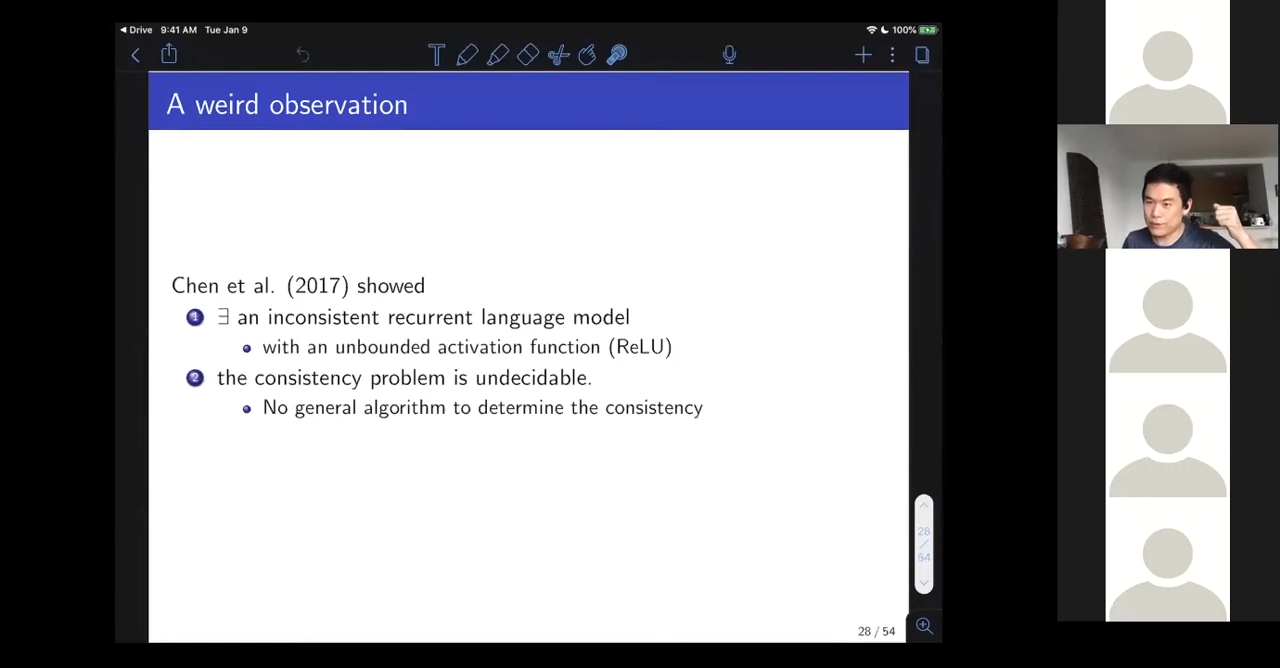 Drive 9:41 AM Tue Jan 9
100%
A weird observation
Chen et al. (2017) showed
1 ∃ an inconsistent recurrent language model
with an unbounded activation function (ReLU)
2 the consistency problem is undecidable.
No general algorithm to determine the consistency
28
/
54
28 / 54